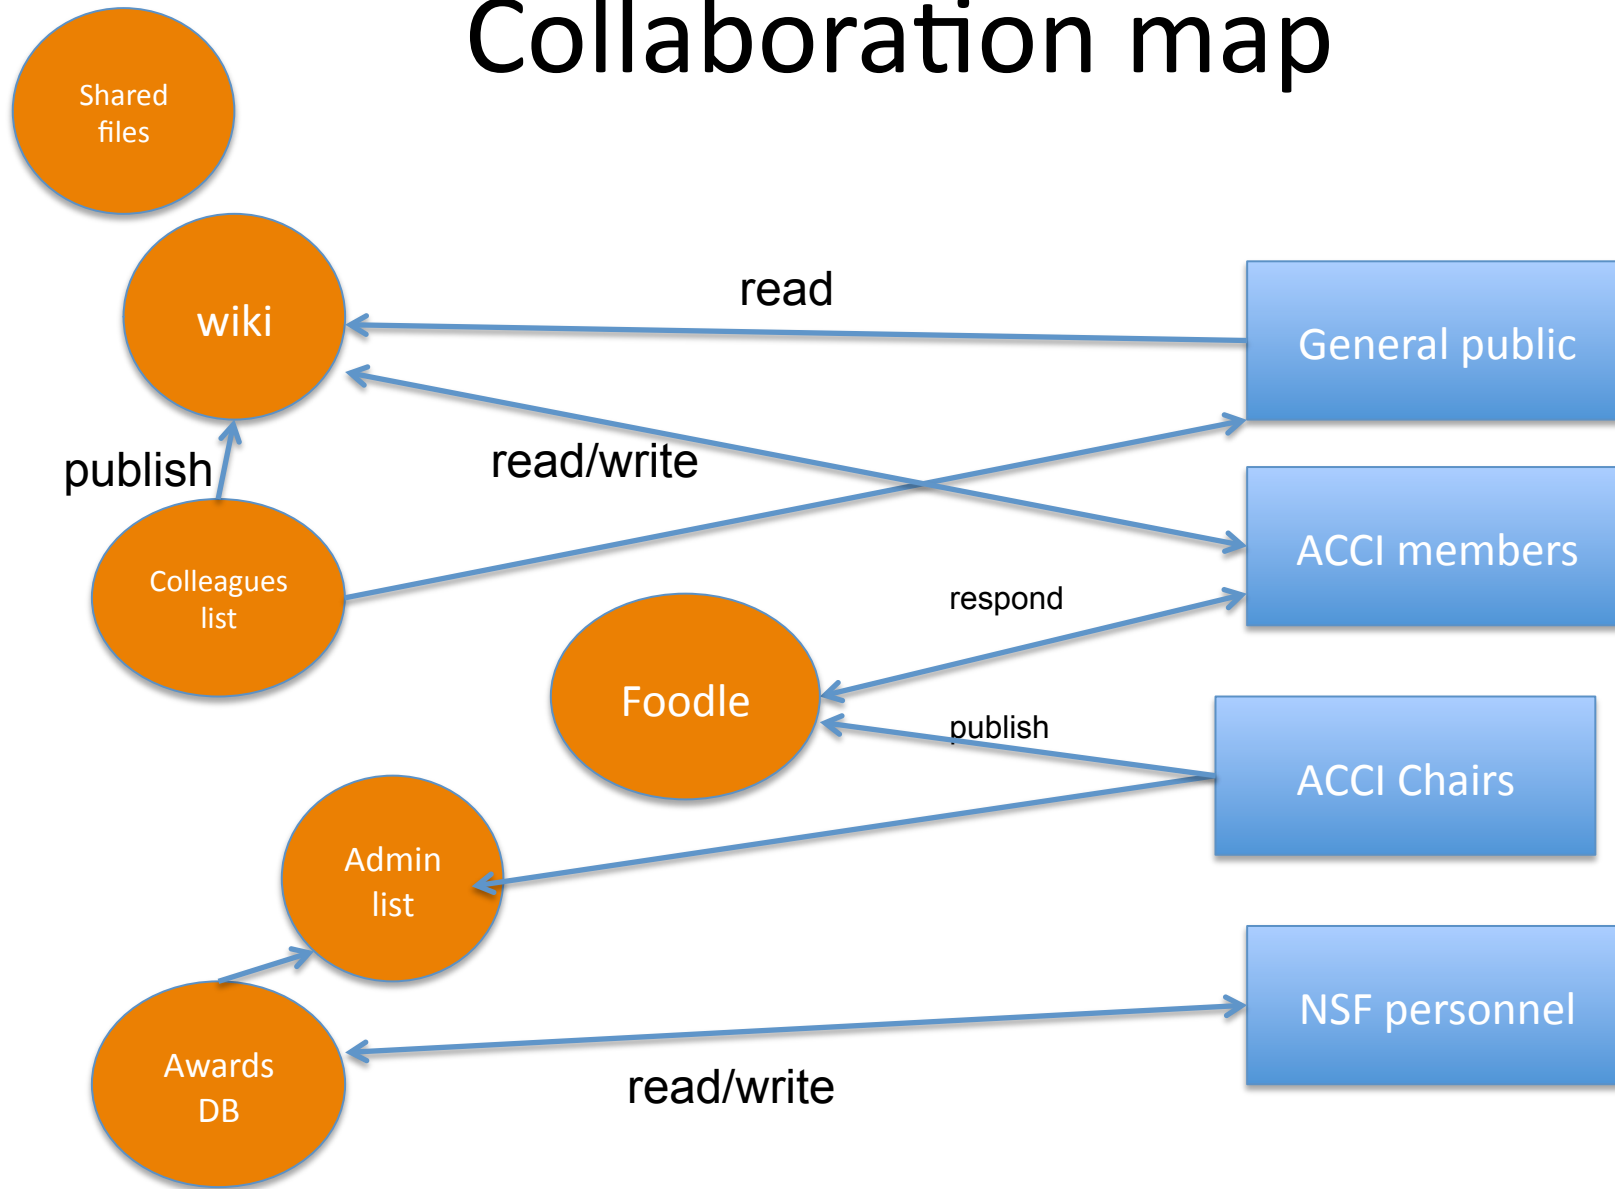 Collaboration map
Shared
files
wiki
read
General public
publish
read/write
ACCI members
Colleagues
list
respond
Foodle
publish
ACCI Chairs
Admin
list
NSF personnel
Awards
DB
read/write